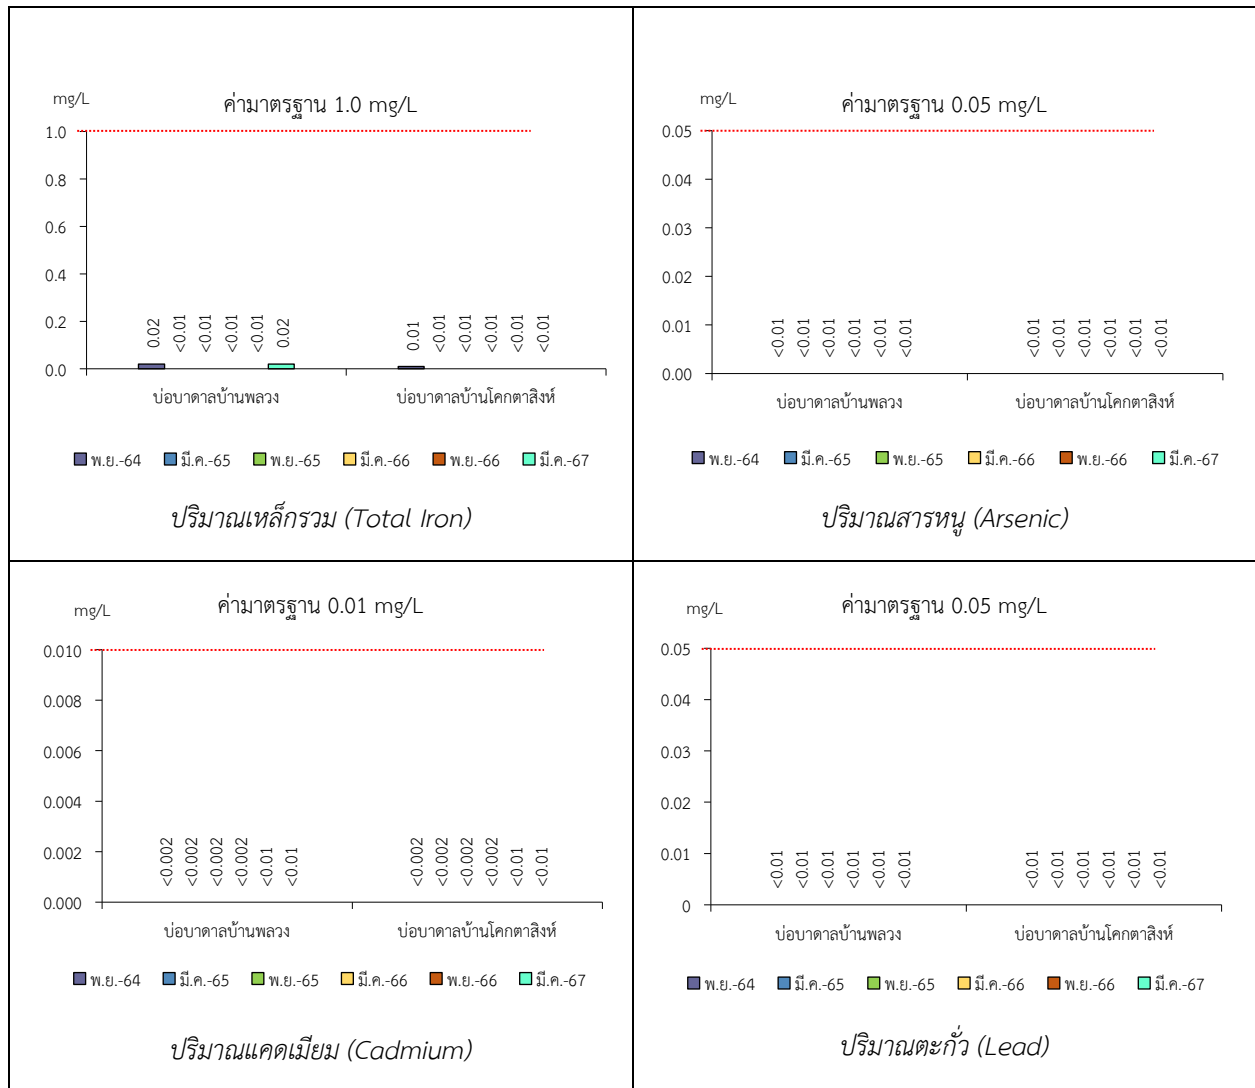 ค่ามาตรฐาน 1.0 mg/L
mg/L
1.0
0.8
0.6
0.4
0.2
0.0
0.02 <0.01 <0.01 <0.01 <0.01 0.02
0.01 <0.01 <0.01 <0.01 <0.01 <0.01
บ่อบาดาลบ้านพลวง บ่อบาดาลบ้านโคกตาสิงห์
พ.ย.-64 มี.ค.-65 พ.ย.-65 มี.ค.-66 พ.ย.-66 มี.ค.-67
ปริมาณเหล็กรวม (Total Iron)
ค่ามาตรฐาน 0.05 mg/L
mg/L
0.05
0.04
0.03
0.02
0.01
0.00
<0.01 <0.01 <0.01 <0.01 <0.01 <0.01
<0.01 <0.01 <0.01 <0.01 <0.01 <0.01
บ่อบาดาลบ้านพลวง บ่อบาดาลบ้านโคกตาสิงห์
พ.ย.-64 มี.ค.-65 พ.ย.-65 มี.ค.-66 พ.ย.-66 มี.ค.-67
ปริมาณสารหนู (Arsenic)
ค่ามาตรฐาน 0.01 mg/L
mg/L
0.010
0.008
0.006
0.004
0.002
0.000
<0.002 <0.002 <0.002 <0.002 <0.01 <0.01
<0.002 <0.002 <0.002 <0.002 <0.01 <0.01
บ่อบาดาลบ้านพลวง บ่อบาดาลบ้านโคกตาสิงห์
พ.ย.-64 มี.ค.-65 พ.ย.-65 มี.ค.-66 พ.ย.-66 มี.ค.-67
ปริมาณแคดเมียม (Cadmium)
ค่ามาตรฐาน 0.05 mg/L
mg/L
0.05
0.04
0.03
0.02
0.01
0
<0.01 <0.01 <0.01 <0.01 <0.01 <0.01
<0.01 <0.01 <0.01 <0.01 <0.01 <0.01
บ่อบาดาลบ้านพลวง บ่อบาดาลบ้านโคกตาสิงห์
พ.ย.-64 มี.ค.-65 พ.ย.-65 มี.ค.-66 พ.ย.-66 มี.ค.-67
ปริมาณตะกั่ว (Lead)